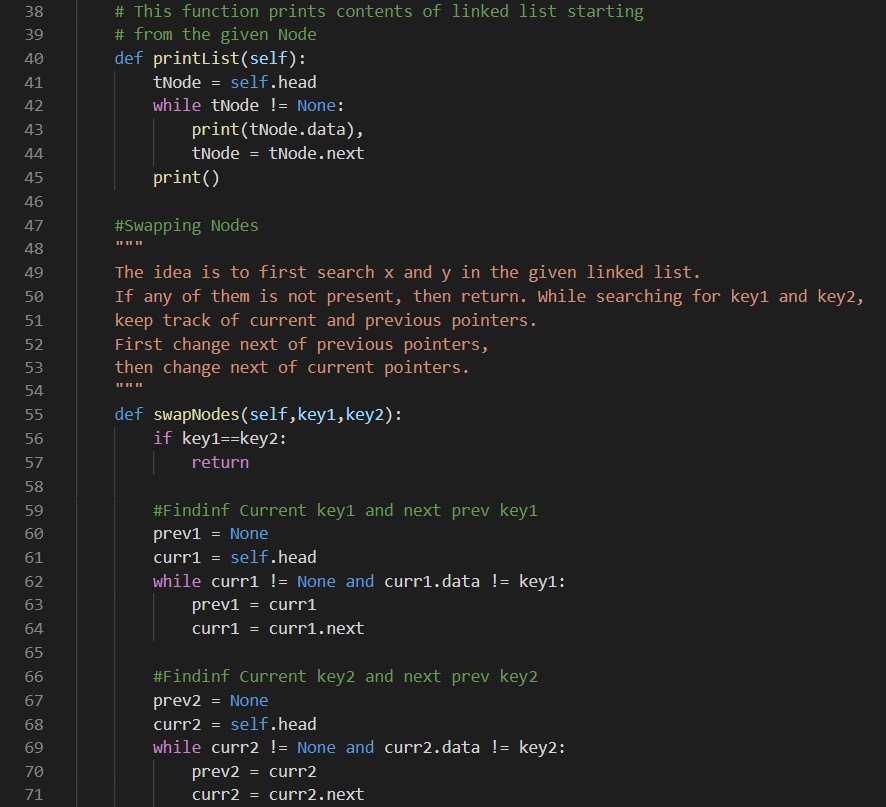 38 # This function prints contents of linked list starting
39 # from the given Node
40 def printList(self):
41 tNode = self.head
42 while tNode != None:
43 print(tNode.data),
44 tNode = tNode.next
45 print()
46
47 #Swapping Nodes
48 """
49 The idea is to first search x and y in the given linked list.
50 If any of them is not present, then return. While searching for key1 and key2,
51 keep track of current and previous pointers.
52 First change next of previous pointers,
53 then change next of current pointers.
54 """
55 def swapNodes(self,key1,key2):
56 if key1==key2:
57 return
58
59 #Findinf Current key1 and next prev key1
60 prev1 = None
61 curr1 = self.head
62 while curr1 != None and curr1.data != key1:
63 prev1 = curr1
64 curr1 = curr1.next
65
66 #Findinf Current key2 and next prev key2
67 prev2 = None
68 curr2 = self.head
69 while curr2 != None and curr2.data != key2:
70 prev2 = curr2
71 curr2 = curr2.next